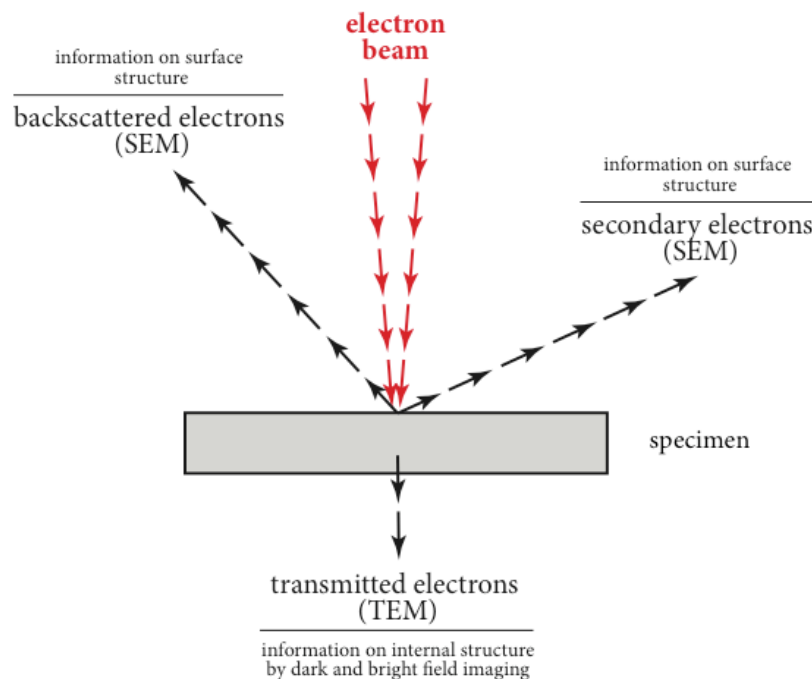 electron
beam
information on surface
structure
backscattered electrons
(SEM)
information on surface
structure
secondary electrons
(SEM)
specimen
transmitted electrons
(TEM)
information on internal structure
by dark and bright field imaging